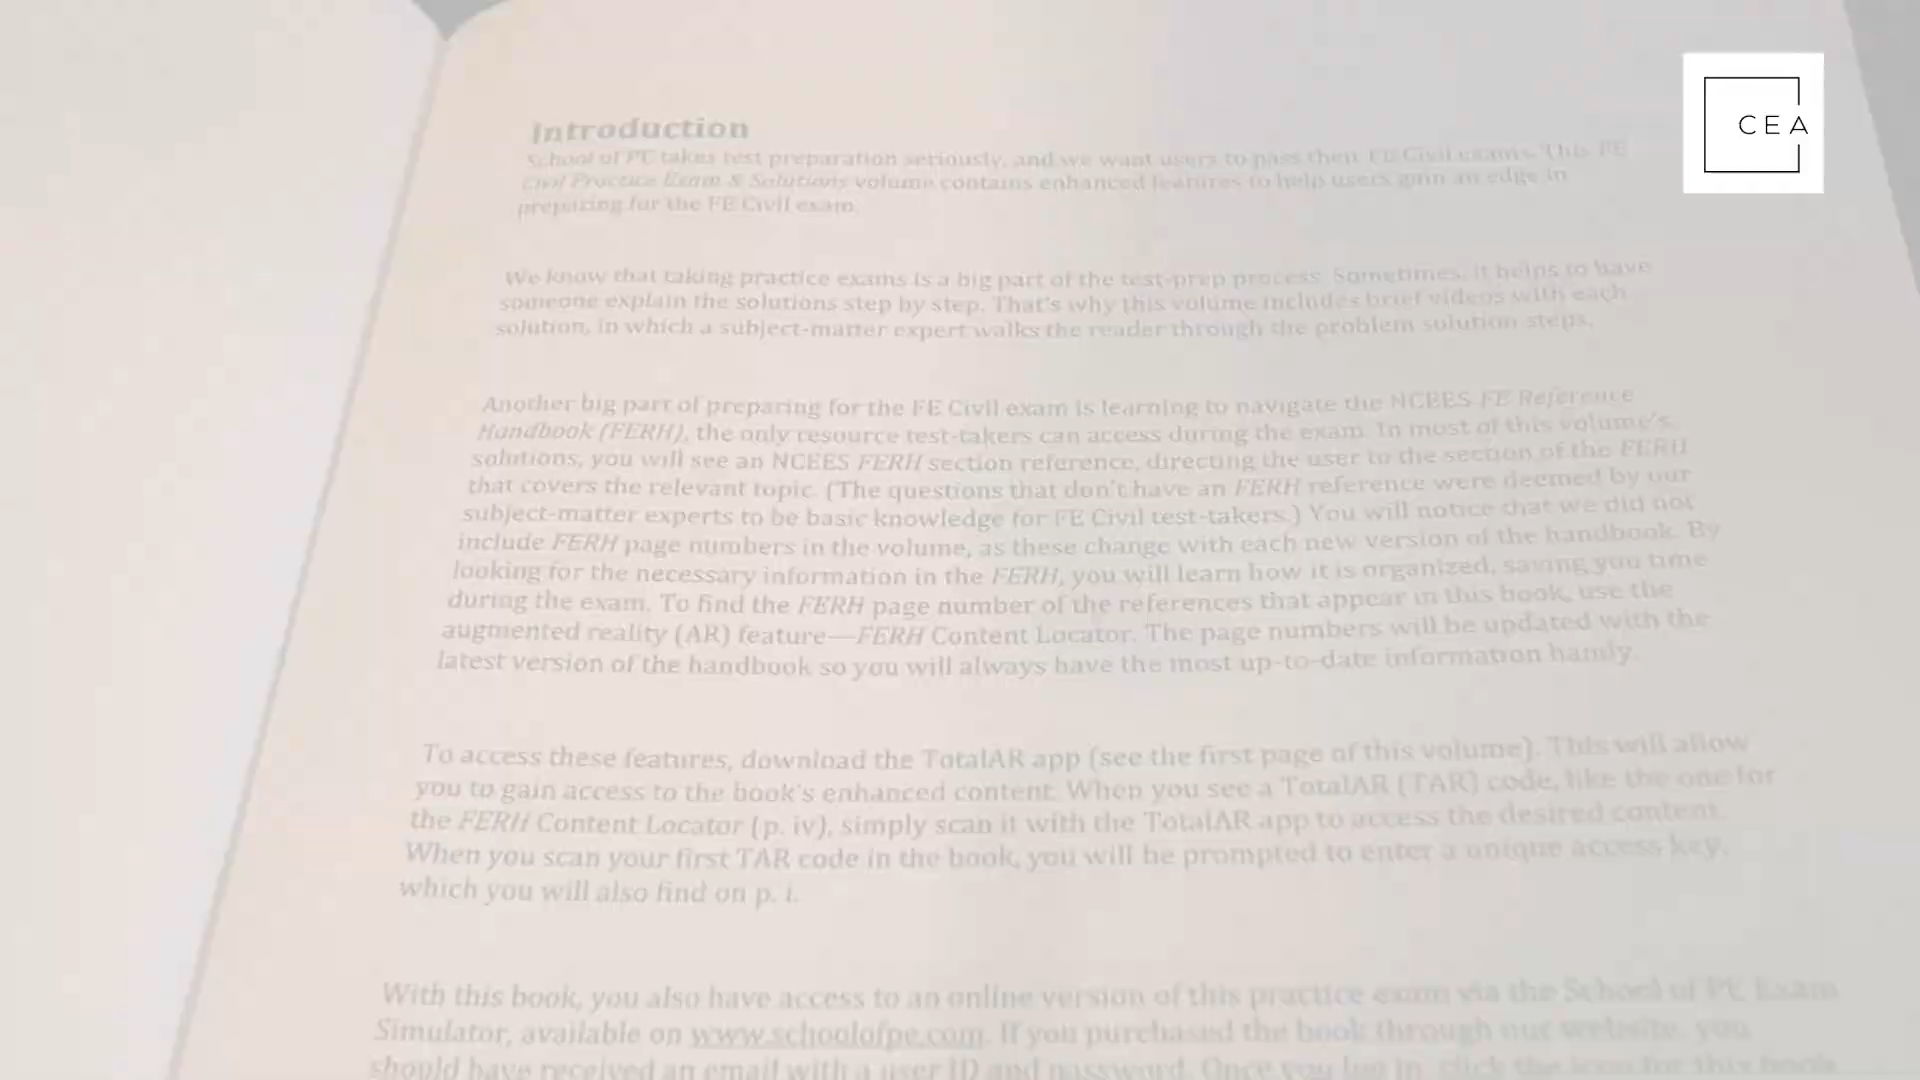 CEA
Introduction
School of PE takes test preparation seriously, and we want users to pass their FE Civil exams. This FE
Civil Practice Exam & Solutions volume contains enhanced features to help users gain an edge in
preparing for the FE Civil exam.
We know that taking practice exams is a big part of the test-prep process. Sometimes, it helps to have
someone explain the solutions step by step. That's why this volume includes brief videos with each
solution, in which a subject-matter expert walks the reader through the problem solution steps.
Another big part of preparing for the FE Civil exam is learning to navigate the NCEES FE Reference
Handbook (FERH), the only resource test-takers can access during the exam. In most of this volume's
solutions, you will see an NCEES FERH section reference, directing the user to the section of the FERH
that covers the relevant topic. (The questions that don't have an FERH reference were deemed by our
subject-matter experts to be basic knowledge for FE Civil test-takers.) You will notice that we did not
include FERH page numbers in the volume, as these change with each new version of the handbook. By
looking for the necessary information in the FERH, you will learn how it is organized, saving you time
during the exam. To find the FERH page number of the references that appear in this book, use the
augmented reality (AR) feature—FERH Content Locator. The page numbers will be updated with the
latest version of the handbook so you will always have the most up-to-date information handy.
To access these features, download the TotalAR app (see the first page of this volume). This will allow
you to gain access to the book's enhanced content. When you see a TotalAR (TAR) code, like the one for
the FERH Content Locator (p. iv), simply scan it with the TotalAR app to access the desired content.
When you scan your first TAR code in the book, you will be prompted to enter a unique access key,
which you will also find on p. i.
With this book, you also have access to an online version of this practice exam via the School of PE Exam
Simulator, available on www.schoolofpe.com. If you purchased the book through our website, you
should have received an email with a user ID and password. Once you log in, click the icon for this book